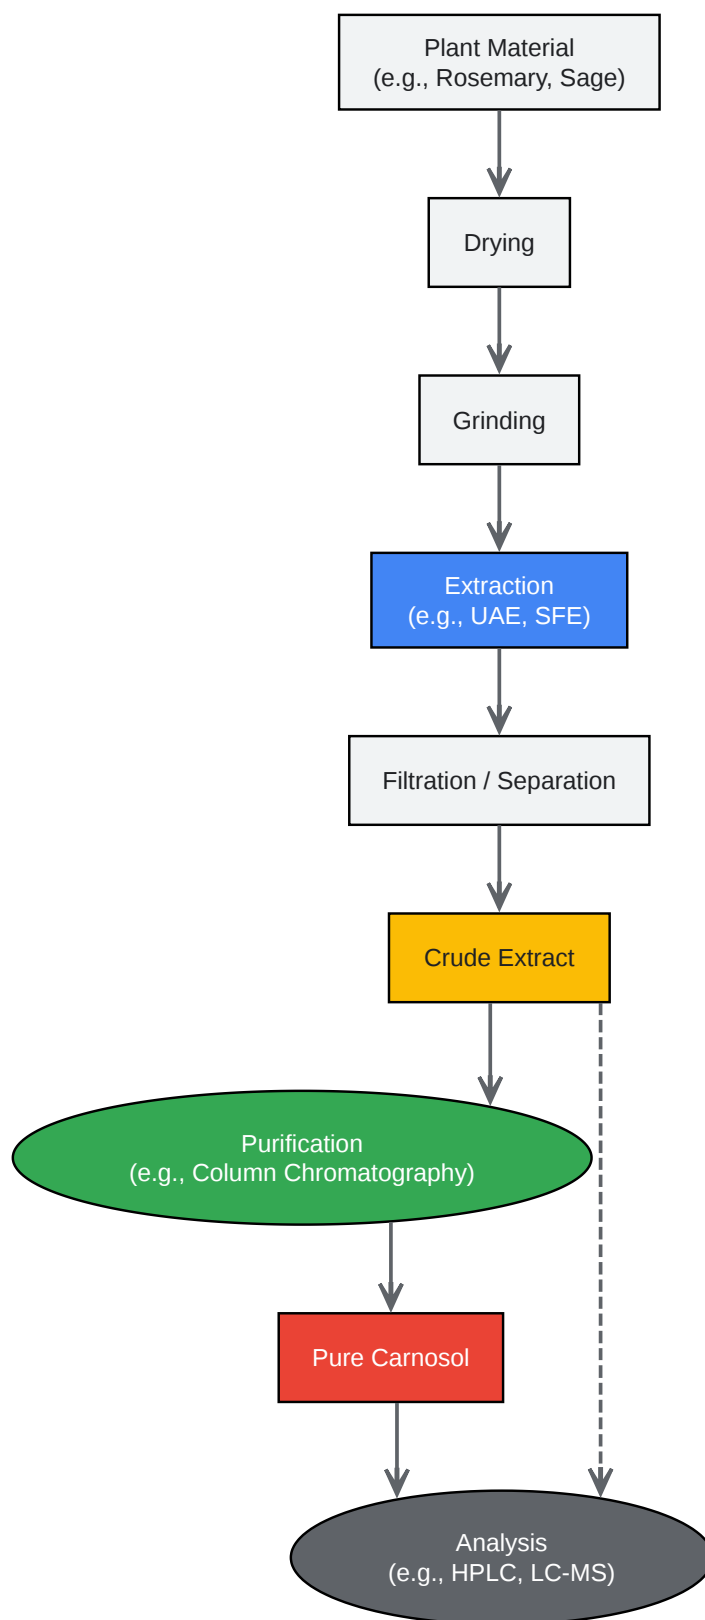 Plant Material
(e.g., Rosemary, Sage)
Drying
Grinding
Extraction
(e.g., UAE, SFE)
Filtration / Separation
Crude Extract
Purification
(e.g., Column Chromatography)
Pure Carnosol
Analysis
(e.g., HPLC, LC-MS)